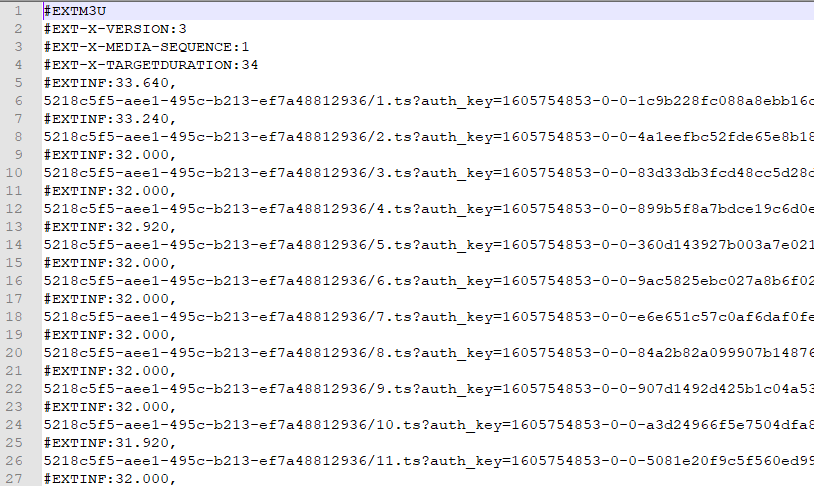 1 #EXTM3U
2 #EXT-X-VERSION:3
3 #EXT-X-MEDIA-SEQUENCE:1
4 #EXT-X-TARGETDURATION:34
5 #EXTINF:33.640,
6 5218c5f5-aee1-495c-b213-ef7a48812936/1.ts?auth_key=1605754853-0-0-1c9b228fc088a8ebb16c
7 #EXTINF:33.240,
8 5218c5f5-aee1-495c-b213-ef7a48812936/2.ts?auth_key=1605754853-0-0-4a1eefbc52fde65e8b18
9 #EXTINF:32.000,
10 5218c5f5-aee1-495c-b213-ef7a48812936/3.ts?auth_key=1605754853-0-0-83d33db3fcd48cc5d28d
11 #EXTINF:32.000,
12 5218c5f5-aee1-495c-b213-ef7a48812936/4.ts?auth_key=1605754853-0-0-899b5f8a7bdce19c6d0e
13 #EXTINF:32.920,
14 5218c5f5-aee1-495c-b213-ef7a48812936/5.ts?auth_key=1605754853-0-0-360d143927b003a7e021
15 #EXTINF:32.000,
16 5218c5f5-aee1-495c-b213-ef7a48812936/6.ts?auth_key=1605754853-0-0-9ac5825ebc027a8b6f02
17 #EXTINF:32.000,
18 5218c5f5-aee1-495c-b213-ef7a48812936/7.ts?auth_key=1605754853-0-0-e6e651c57c0af6daf0fe
19 #EXTINF:32.000,
20 5218c5f5-aee1-495c-b213-ef7a48812936/8.ts?auth_key=1605754853-0-0-84a2b82a099907b14876
21 #EXTINF:32.000,
22 5218c5f5-aee1-495c-b213-ef7a48812936/9.ts?auth_key=1605754853-0-0-907d1492d425b1c04a53
23 #EXTINF:32.000,
24 5218c5f5-aee1-495c-b213-ef7a48812936/10.ts?auth_key=1605754853-0-0-a3d24966f5e7504dfa8
25 #EXTINF:31.920,
26 5218c5f5-aee1-495c-b213-ef7a48812936/11.ts?auth_key=1605754853-0-0-5081e20f9c5f560ed99
27 #EXTINF:32.000,